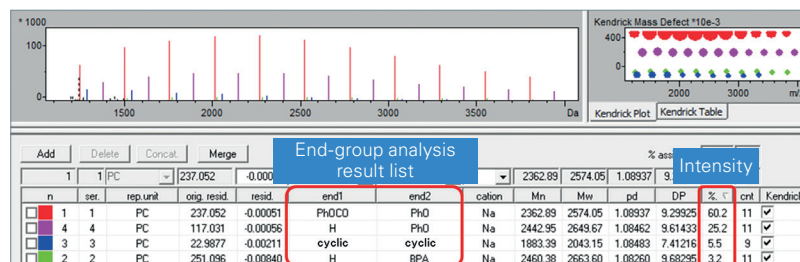 * 1000
100-
0-
1500
2000
2500
3000
3500
Da
Kendrick Mass Defect *10e-3
400-
0-
2000
3000
m/
Kendrick Plot Kendrick Table
Add Delete Concat. Merge
End-group analysis
result list
% ass
Intensity
1 1 PC 237.052 -0.000 2362.89 2574.05 1.08937 9.
n ser. rep.unit orig. resid. resid. end1 end2 cation Mn Mw pd DP %. cnt Kendrick
1 1 PC 237.052 -0.00051 PhOCO PhO Na 2362.89 2574.05 1.08937 9.29925 60.2 11
4 4 PC 117.031 -0.00056 H PhO Na 2442.95 2649.67 1.08462 9.61433 25.2 11
3 3 PC 22.9877 -0.00211 cyclic cyclic Na 1883.39 2043.15 1.08483 7.41216 5.5 9
2 2 PC 251.096 -0.00840 H BPA Na 2460.38 2663.60 1.08260 9.68295 3.2 11